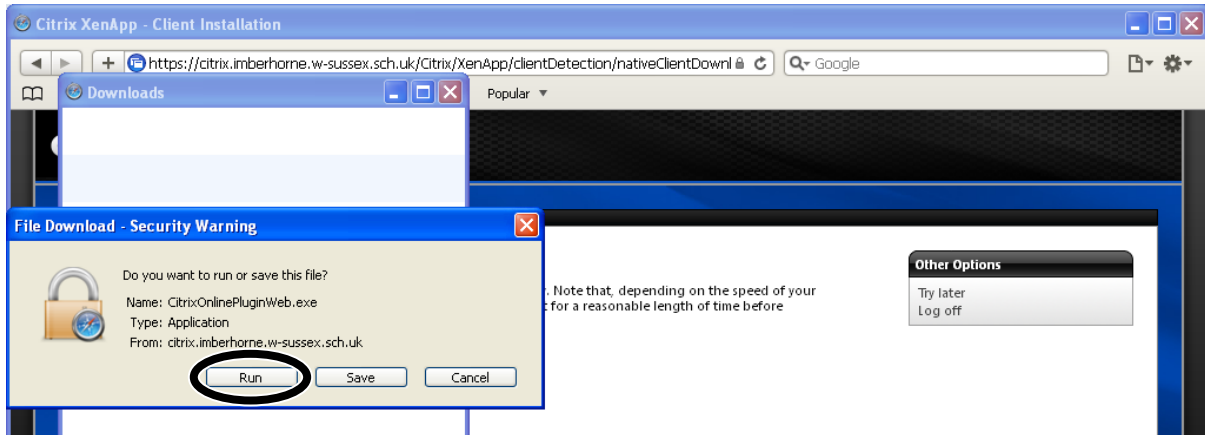 Citrix XenApp - Client Installation
https://citrix.imberhorne.w-sussex.sch.uk/Citrix/XenApp/clientDetection/nativeClientDownl
Google
Downloads
Popular
File Download - Security Warning
Do you want to run or save this file?
Name: CitrixOnlinePluginWeb.exe
Type: Application
From: citrix.imberhorne.w-sussex.sch.uk
Run
Save
Cancel
. Note that, depending on the speed of your
t for a reasonable length of time before
Other Options
Try later
Log off